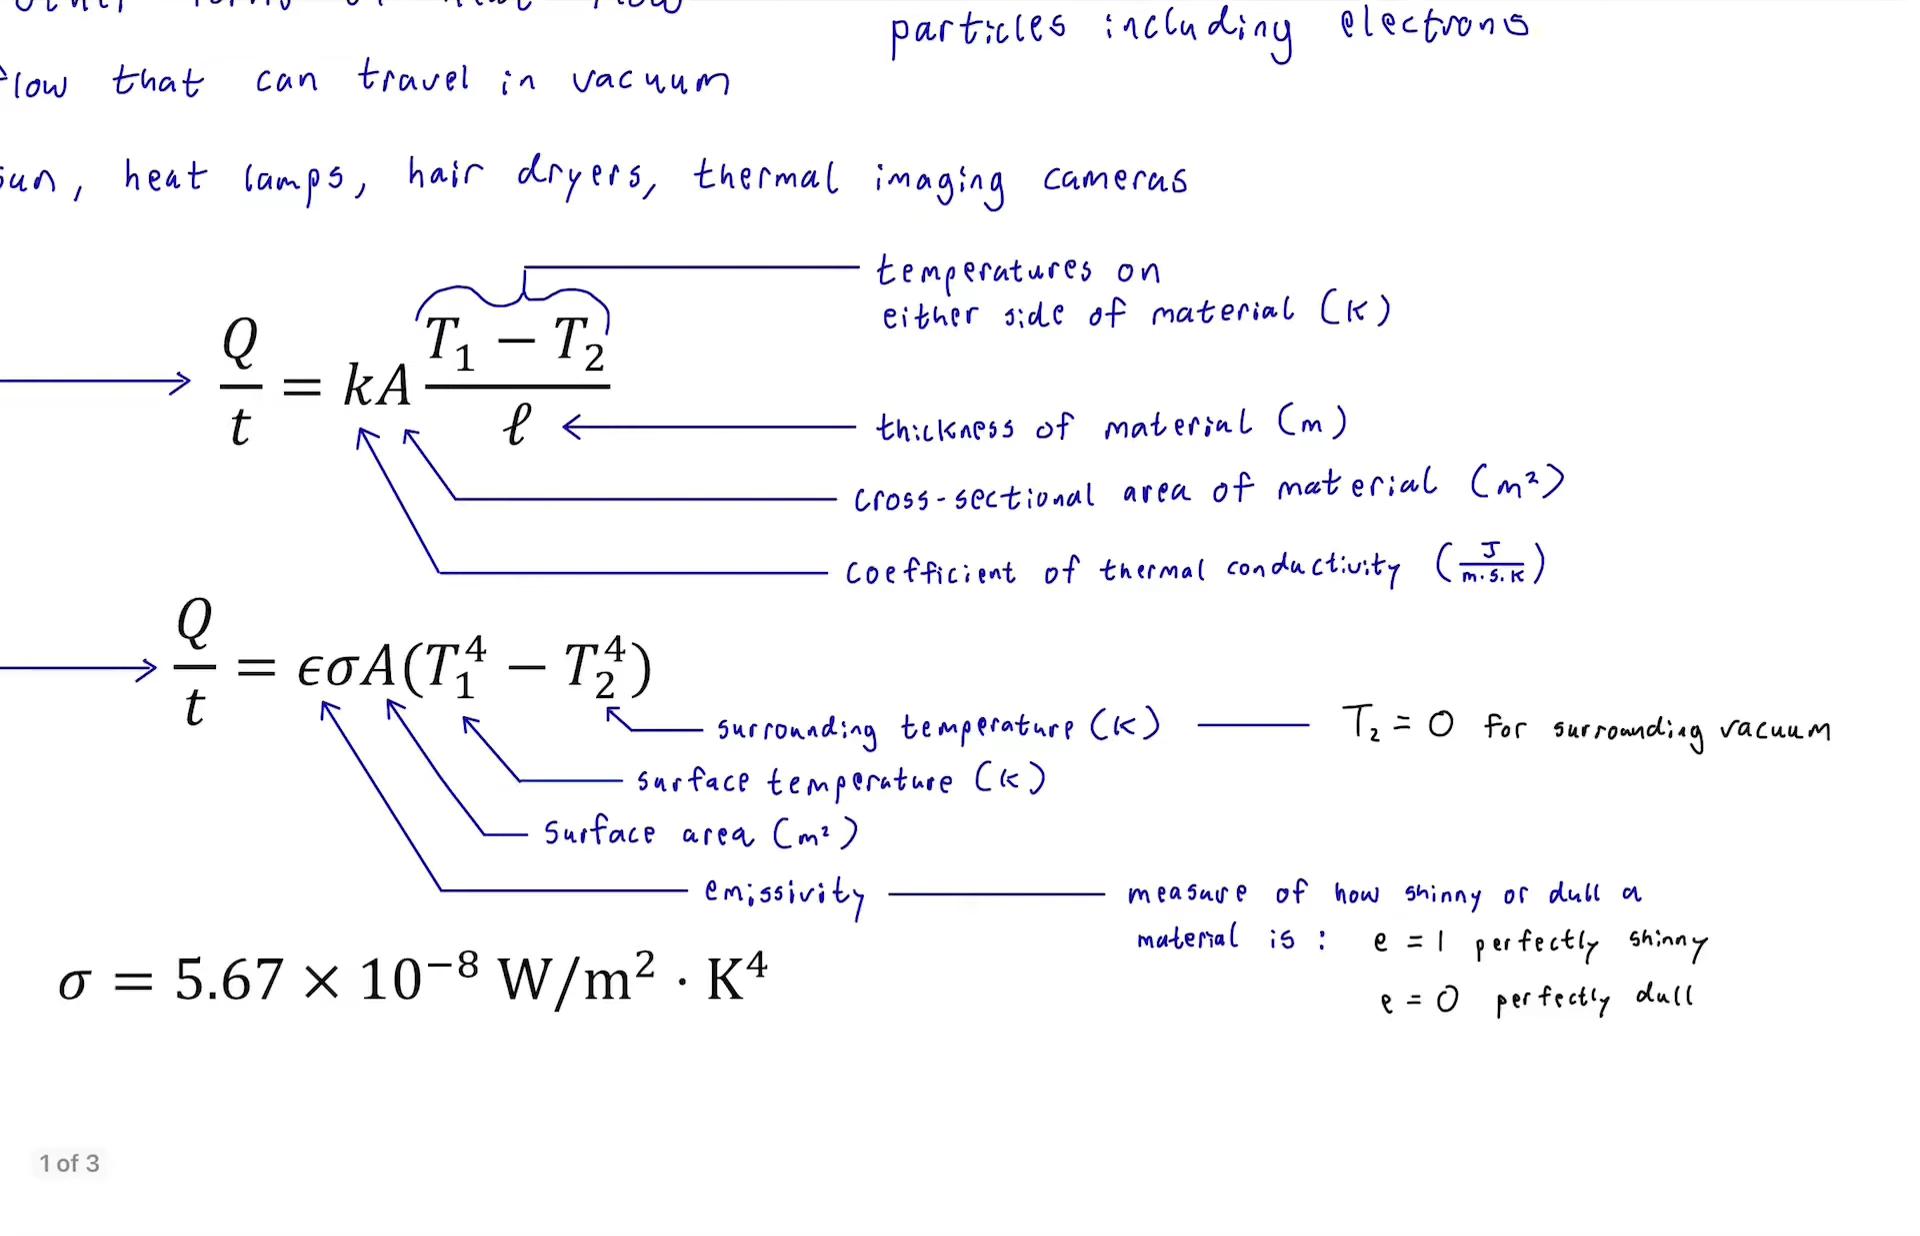 particles including electrons
that can travel in vacuum
sun, heat lamps, hair dryers, thermal imaging cameras
temperatures on
either side of material (K)
Q/t = kA (T₁ − T₂)/ℓ
thickness of material (m)
cross-sectional area of material (m²)
coefficient of thermal conductivity (J/m·s·K)
Q/t = ϵσA(T₁⁴ − T₂⁴)
surrounding temperature (K) T₂ = 0 for surrounding vacuum
surface temperature (K)
surface area (m²)
emissivity measure of how shinny or dull a
material is : e = 1 perfectly shinny
e = 0 perfectly dull
σ = 5.67 × 10⁻⁸ W/m² · K⁴
1 of 3